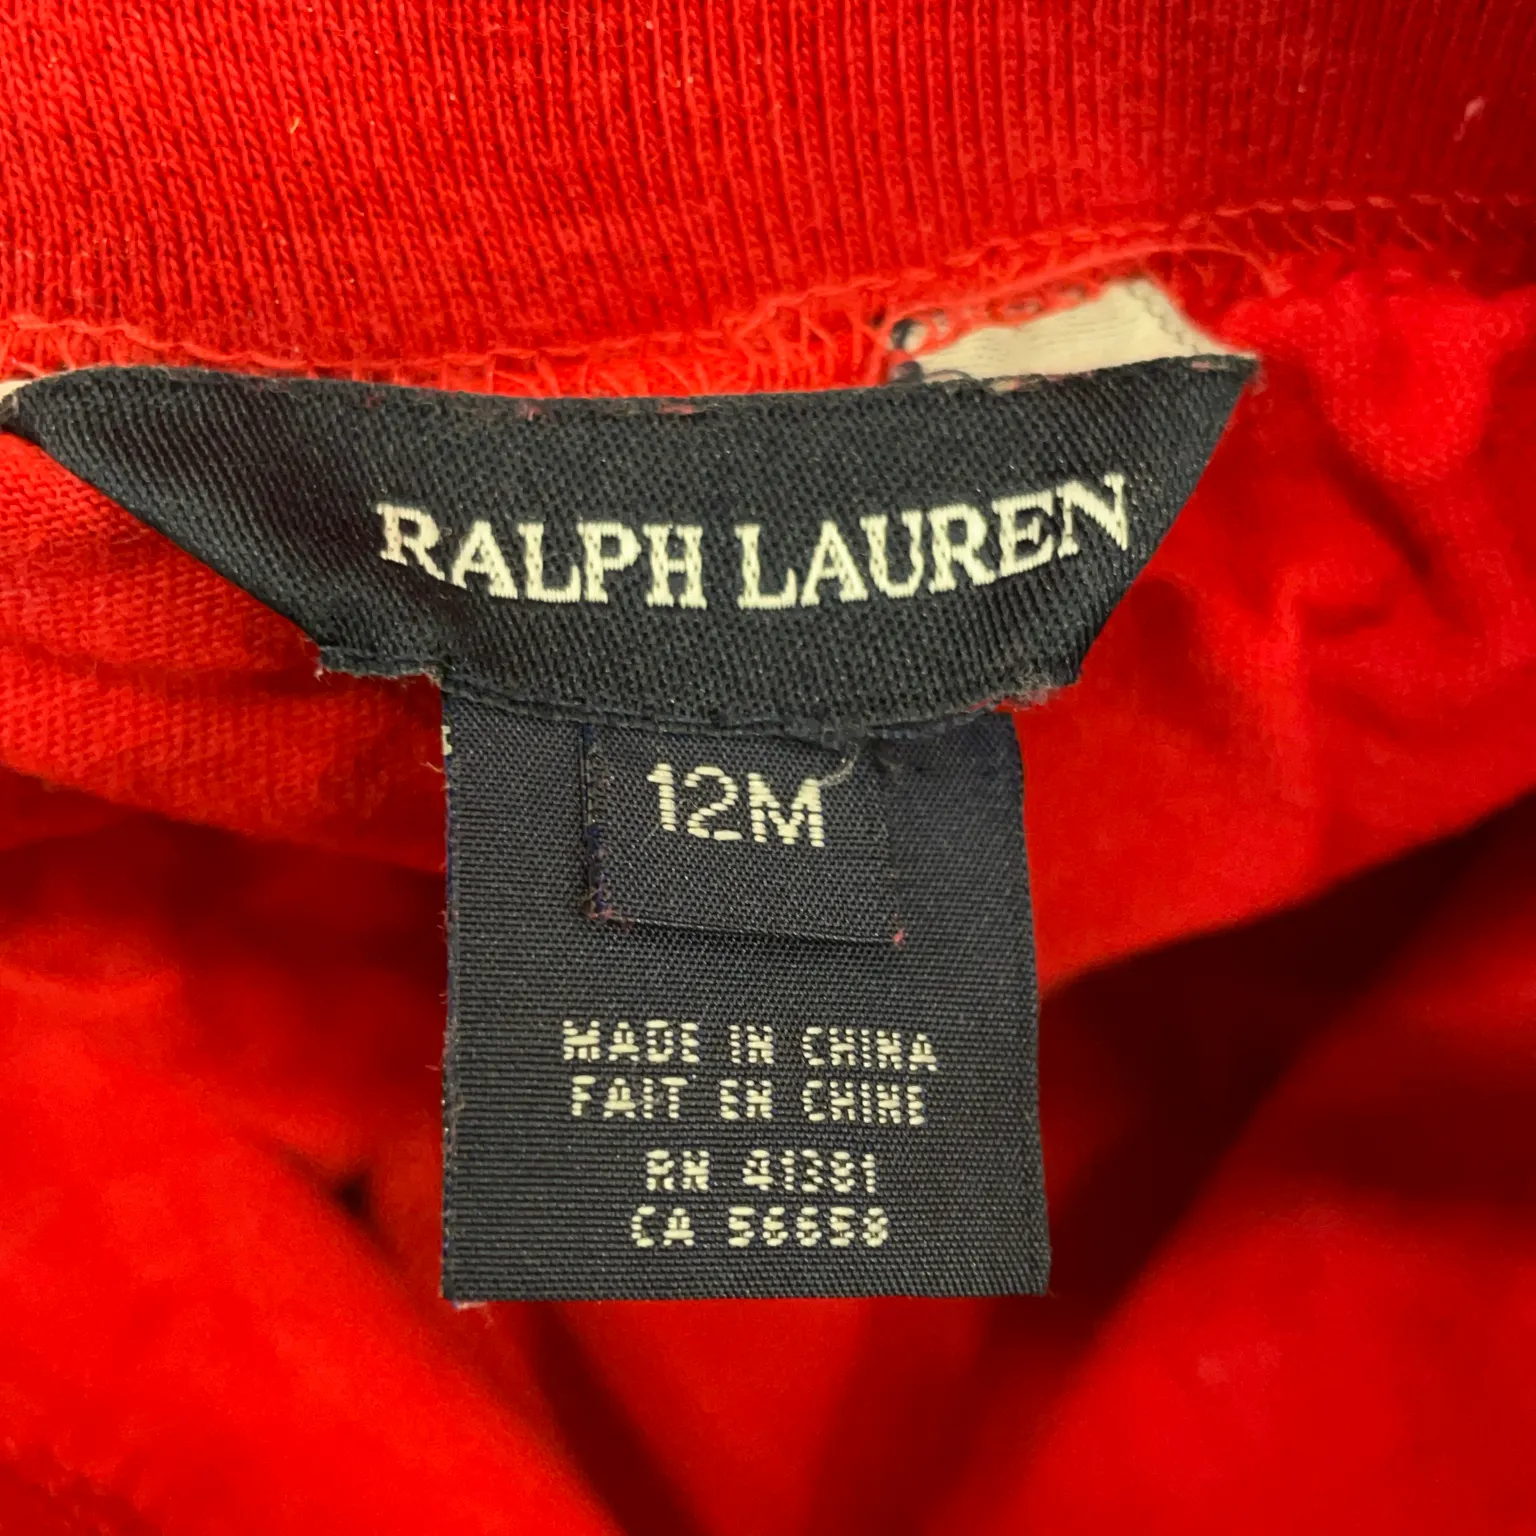 RALPH LAUREN
12M
MADE IN CHINA
FAIT EN CHINE
RN 41381
CA 56658